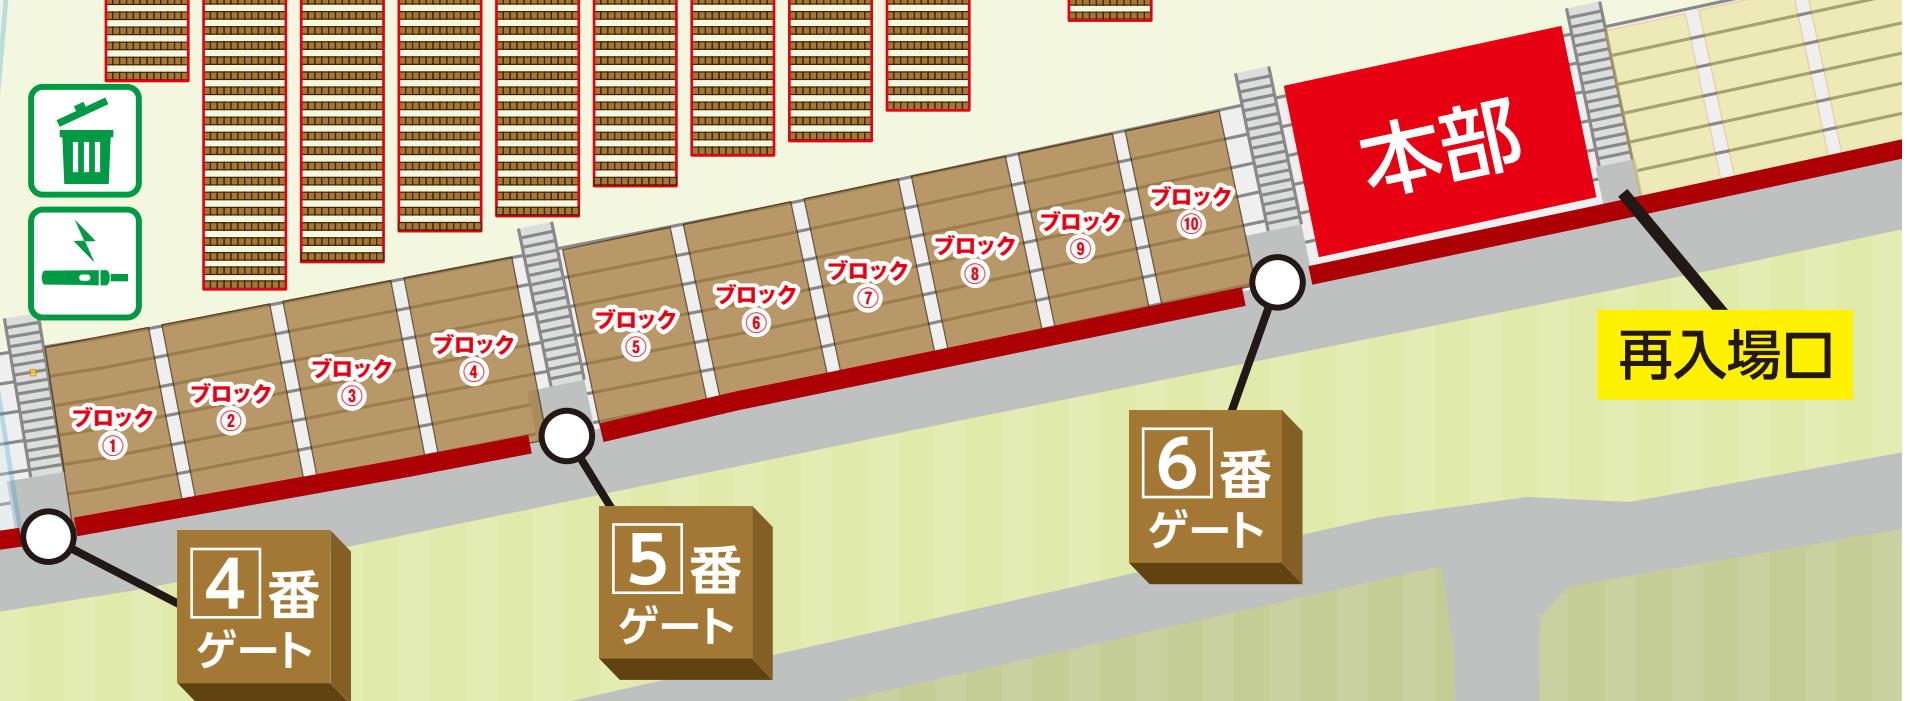 ブロック
①
ブロック
②
ブロック
③
ブロック
④
ブロック
⑤
ブロック
⑥
ブロック
⑦
ブロック
⑧
ブロック
⑨
ブロック
⑩
本部
再入場口
4番
ゲート
5番
ゲート
6番
ゲート